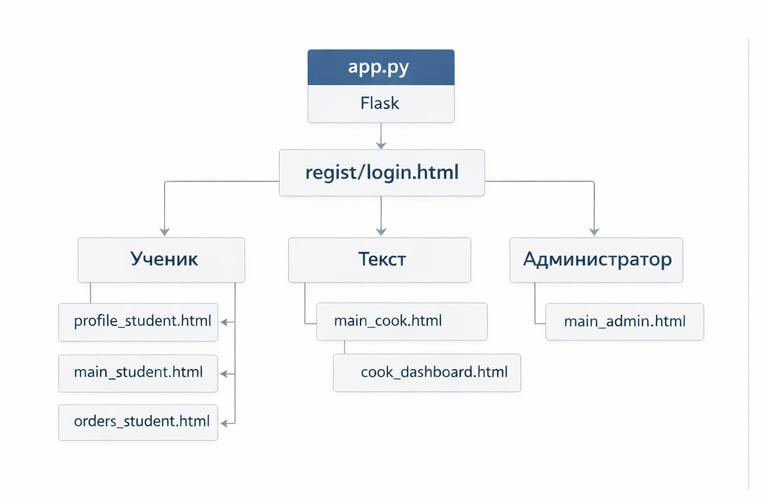 app.py
Flask
regist/login.html
Ученик
Текст
Администратор
profile_student.html
main_cook.html
main_admin.html
main_student.html
cook_dashboard.html
orders_student.html